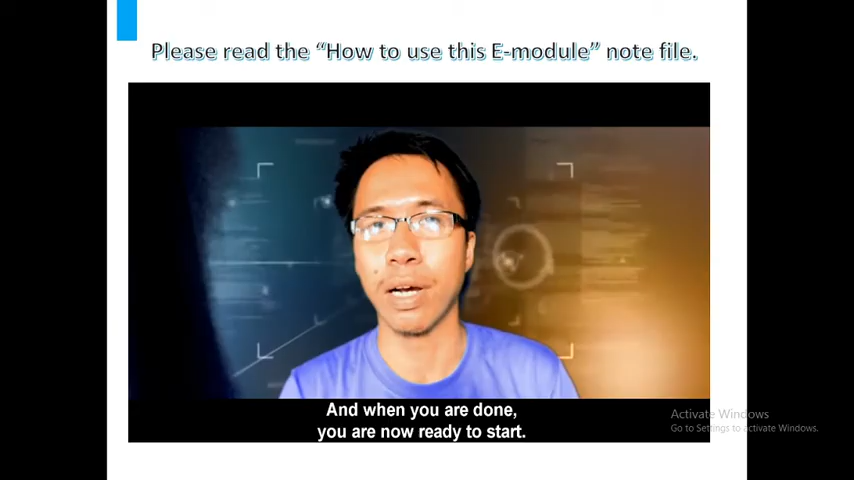 Please read the “How to use this E-module” note file.
And when you are done,
you are now ready to start.
Activate Windows
Go to Settings to activate Windows.